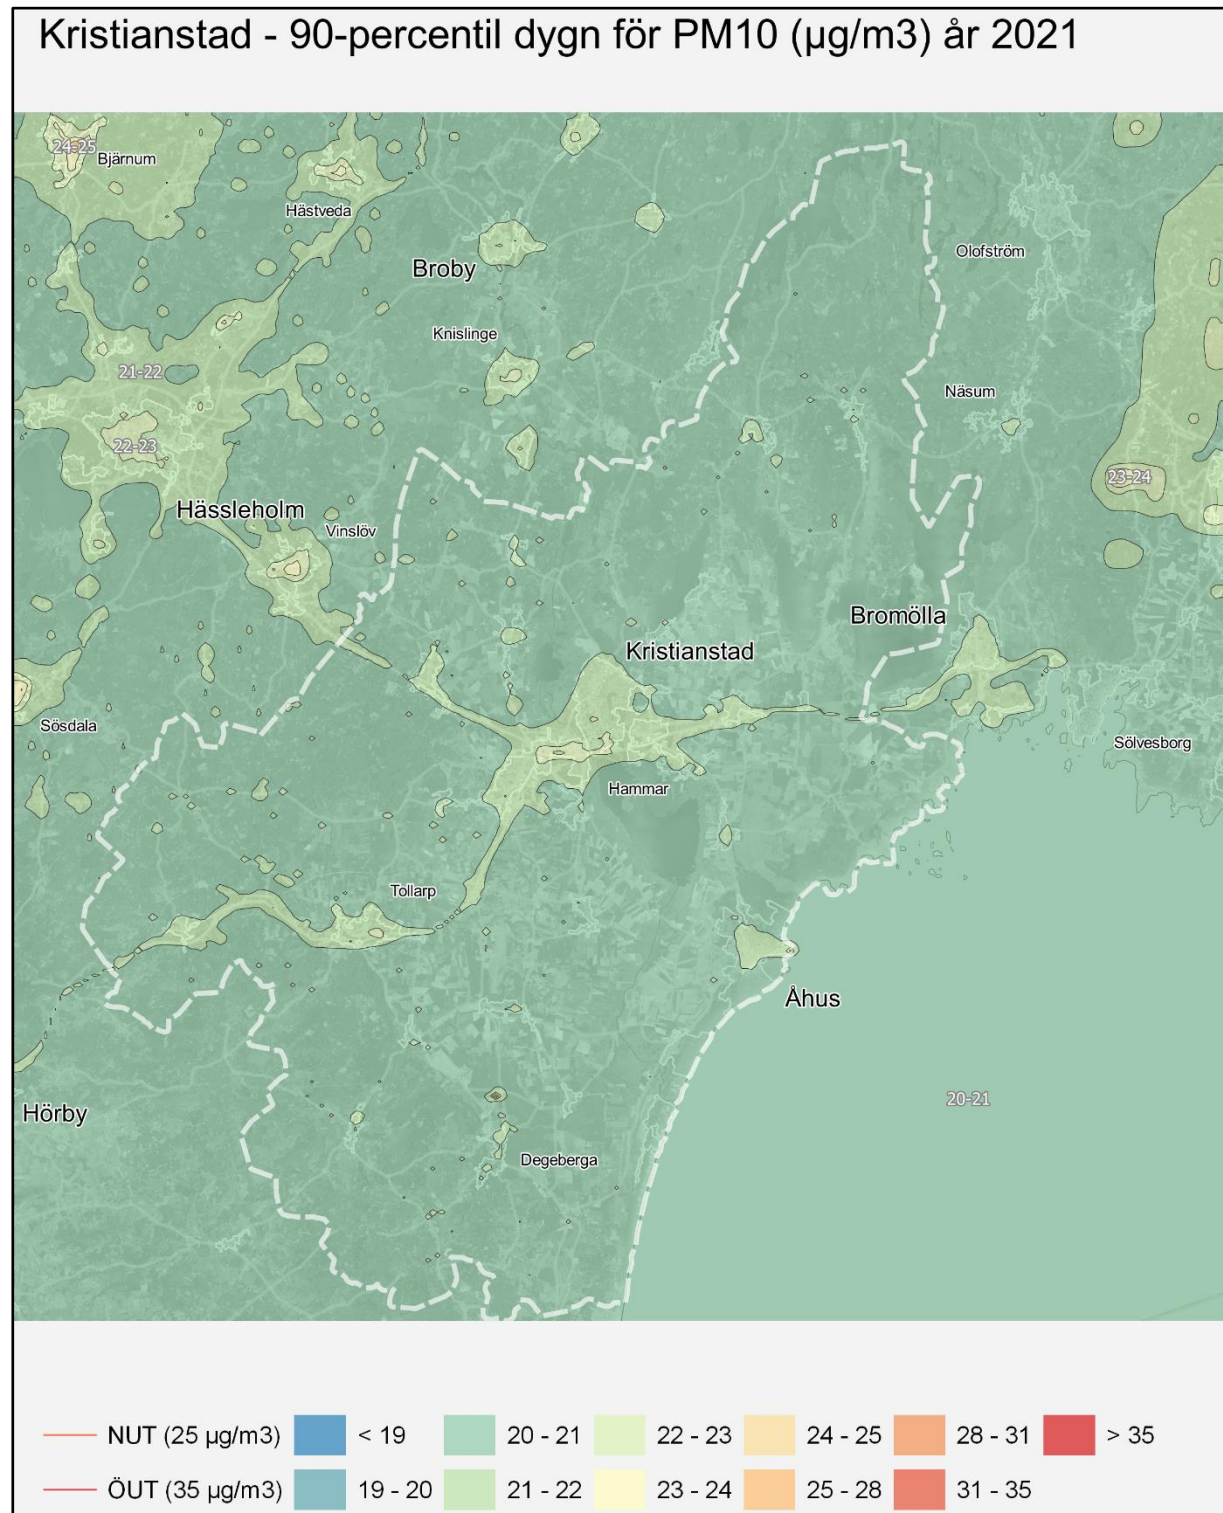 Kristianstad - 90-percentil dygn för PM10 (µg/m3) år 2021
24-25
Bjärnum
Hästveda
Broby
Olofström
Knislinge
21-22
Näsum
22-23
23-24
Hässleholm
Vinslöv
Bromölla
Kristianstad
Sösdala
Sölvesborg
Hammar
Tollarp
Åhus
20-21
Hörby
Degeberga
NUT (25 µg/m3) < 19 20 - 21 22 - 23 24 - 25 28 - 31 > 35
ÖUT (35 µg/m3) 19 - 20 21 - 22 23 - 24 25 - 28 31 - 35